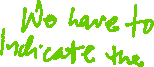 We have to
indicate the